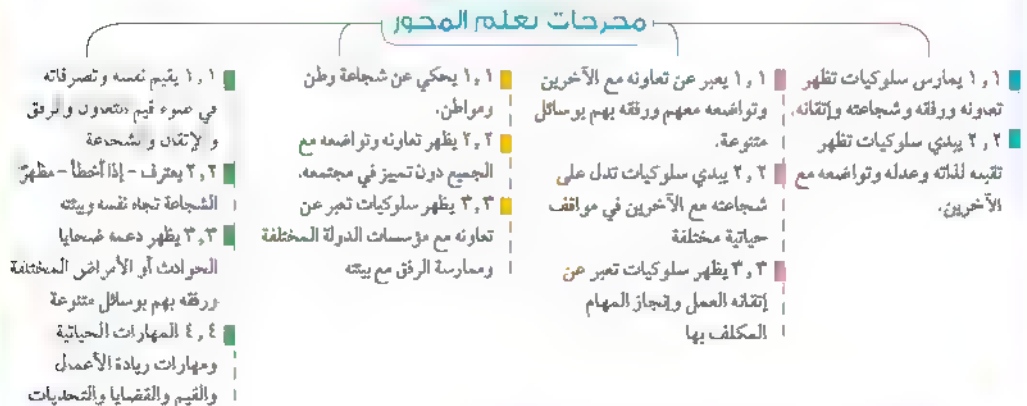 مخرجات تعلم المحور
١,١ يمارس سلوكيات تظهر
تعاونه ورفقه وشجاعته وإتقانه.
٢,٢ يبدي سلوكيات تظهر
تقبله لذاته وعدله وتواضعه مع
الآخرين.
١,١ يعبر عن تعاونه مع الآخرين
وتواضعه معهم ورفقه بهم بوسائل
متنوعة.
٢,٢ يبدي سلوكيات تدل على
شجاعته مع الآخرين في مواقف
حياتية مختلفة
٣,٣ يظهر سلوكيات تعبر عن
إتقانه العمل وإنجاز المهام
المكلف بها
١,١ يحكي عن شجاعة وطن
ومواطن.
٢,٢ يظهر تعاونه وتواضعه مع
الجميع دون تمييز في مجتمعه.
٣,٣ يظهر سلوكيات تعبر عن
تعاونه مع مؤسسات الدولة المختلفة
وممارسة الرفق مع بيئته
١,١ يقيم نفسه وتصرفاته
في ضوء قيم التعاون والرفق
والإتقان والشجاعة
٢,٢ يعترف - إذا أخطأ - مظهرًا
الشجاعة تجاه نفسه وبيئته
٣,٣ يظهر دعمه ضحايا
الحوادث أو الأمراض المختلفة
ورفقه بهم بوسائل متنوعة
٤,٤ المهارات الحياتية
ومهارات ريادة الأعمال
والقيم والقضايا والتحديات